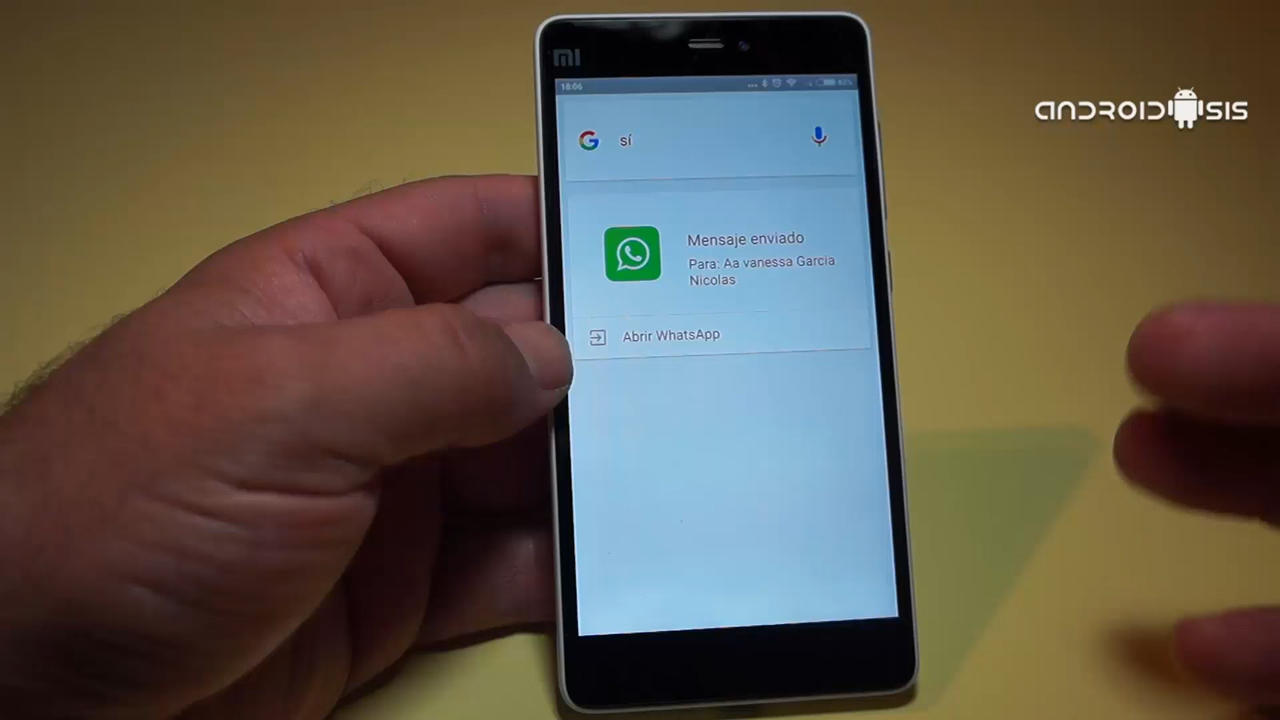 mi
18:06
sí
Mensaje enviado
Para: Aa vanessa Garcia
Nicolas
Abrir WhatsApp
ANDROIDSIS